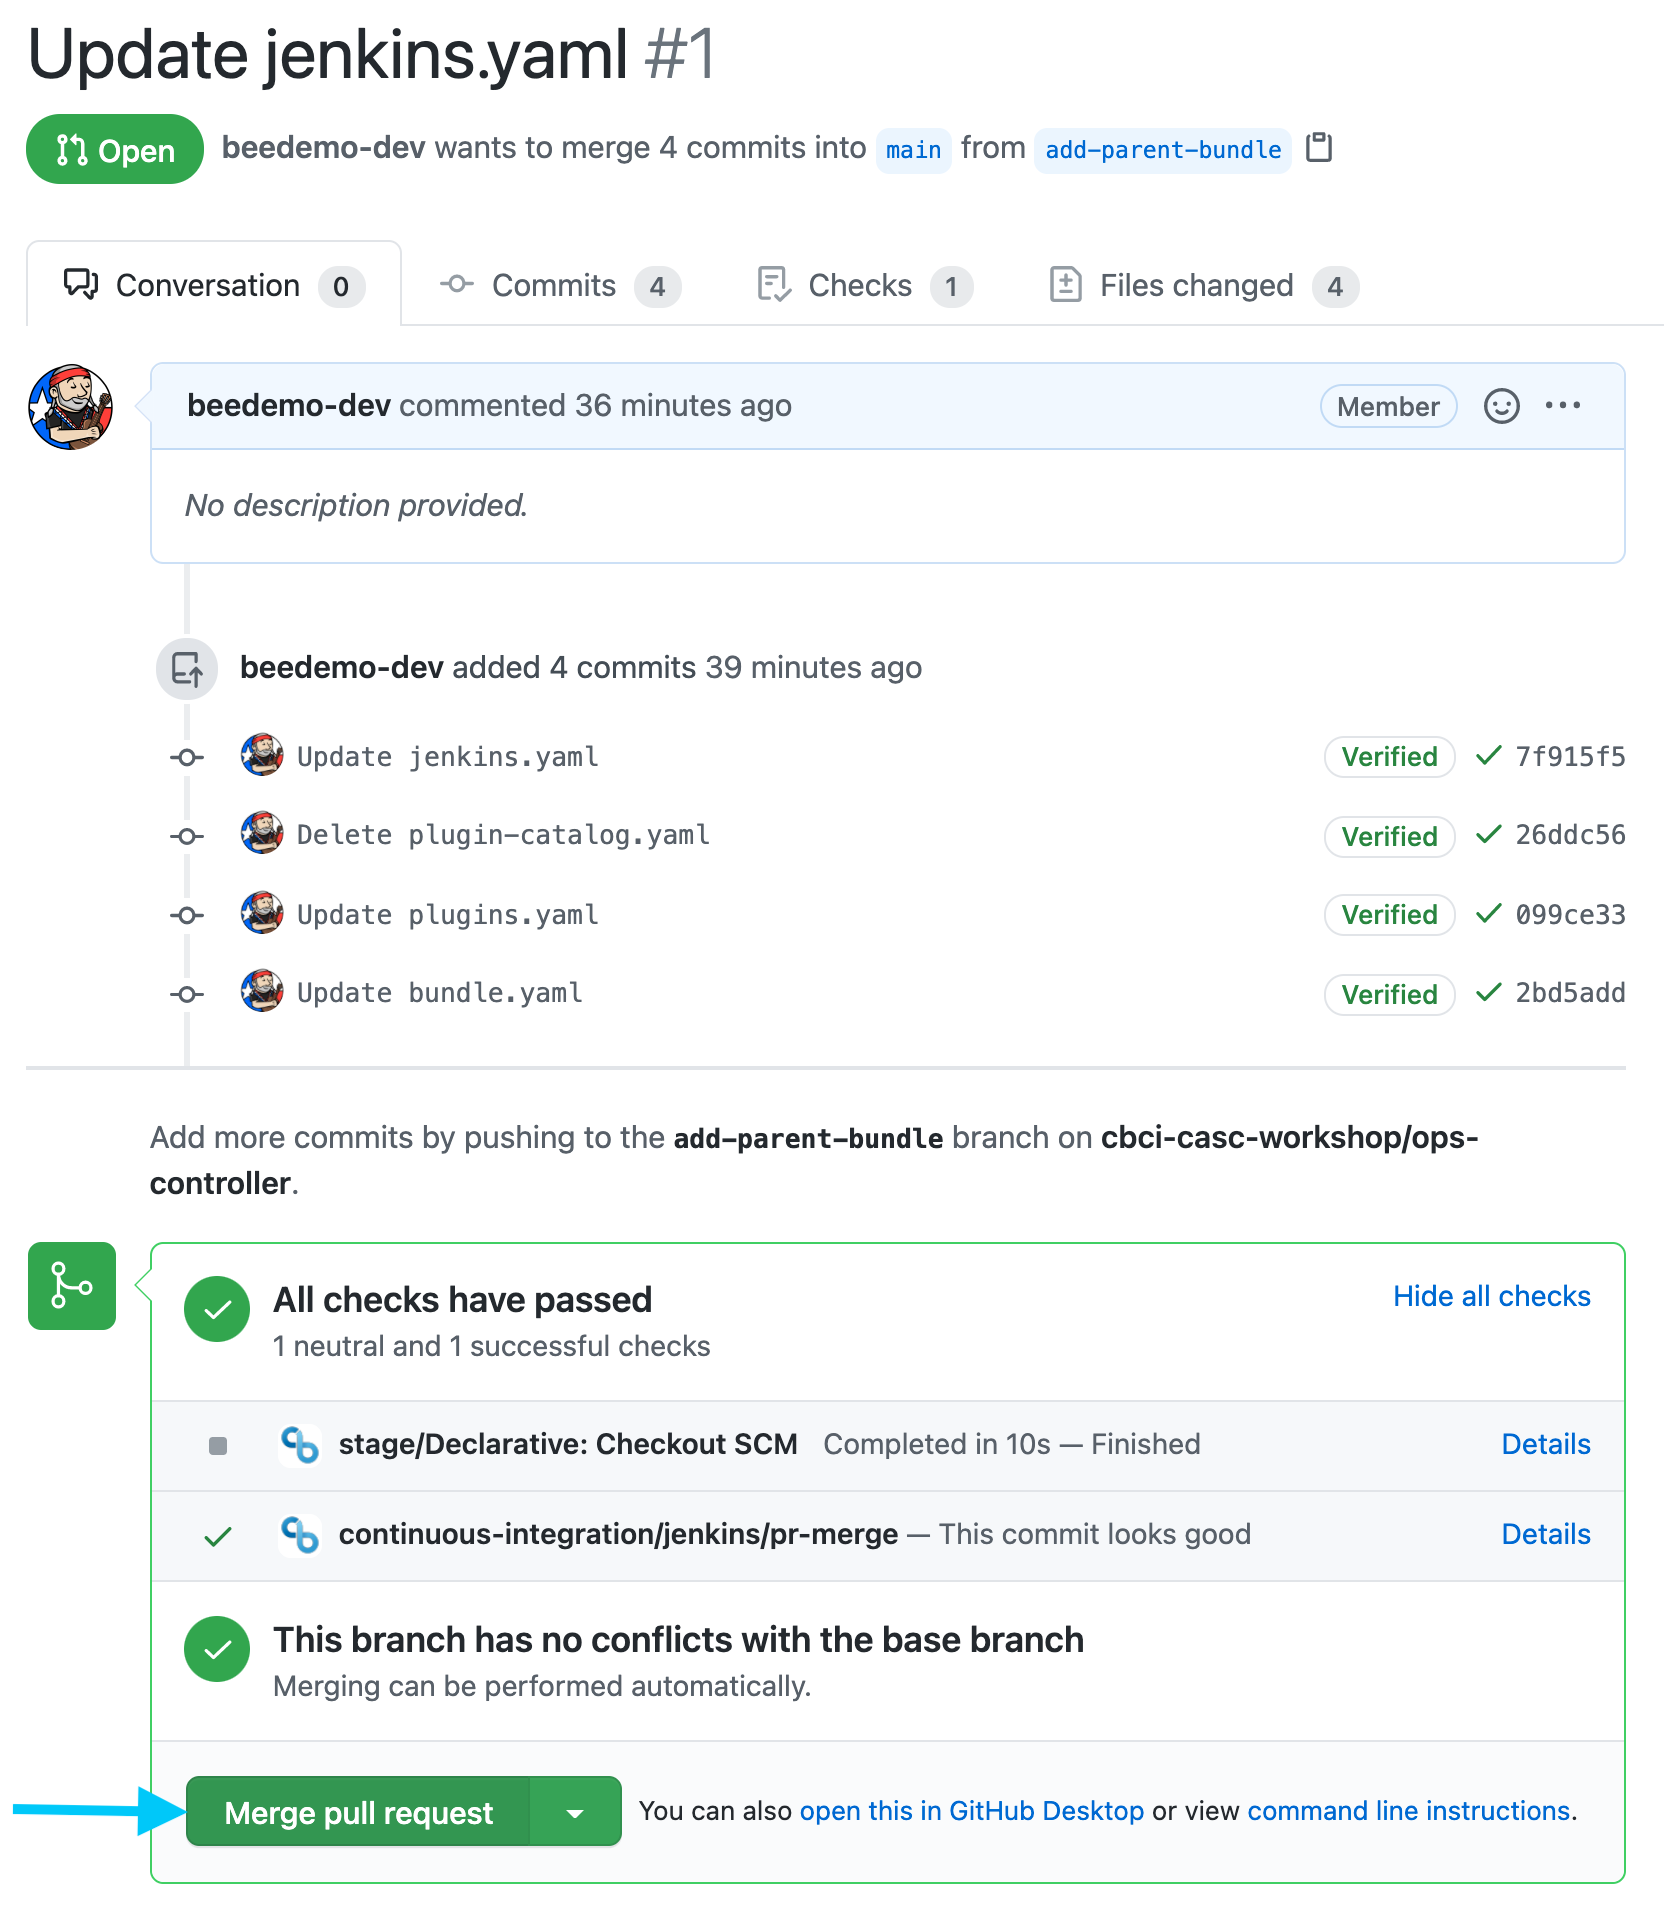 Update jenkins.yaml #1
Open beedemo-dev wants to merge 4 commits into main from add-parent-bundle
Conversation 0 Commits 4 Checks 1 Files changed 4
beedemo-dev commented 36 minutes ago Member
No description provided.
beedemo-dev added 4 commits 39 minutes ago
Update jenkins.yaml Verified 7f915f5
Delete plugin-catalog.yaml Verified 26ddc56
Update plugins.yaml Verified 099ce33
Update bundle.yaml Verified 2bd5add
Add more commits by pushing to the add-parent-bundle branch on cbci-casc-workshop/ops-
controller.
All checks have passed Hide all checks
1 neutral and 1 successful checks
stage/Declarative: Checkout SCM Completed in 10s — Finished Details
continuous-integration/jenkins/pr-merge — This commit looks good Details
This branch has no conflicts with the base branch
Merging can be performed automatically.
Merge pull request You can also open this in GitHub Desktop or view command line instructions.